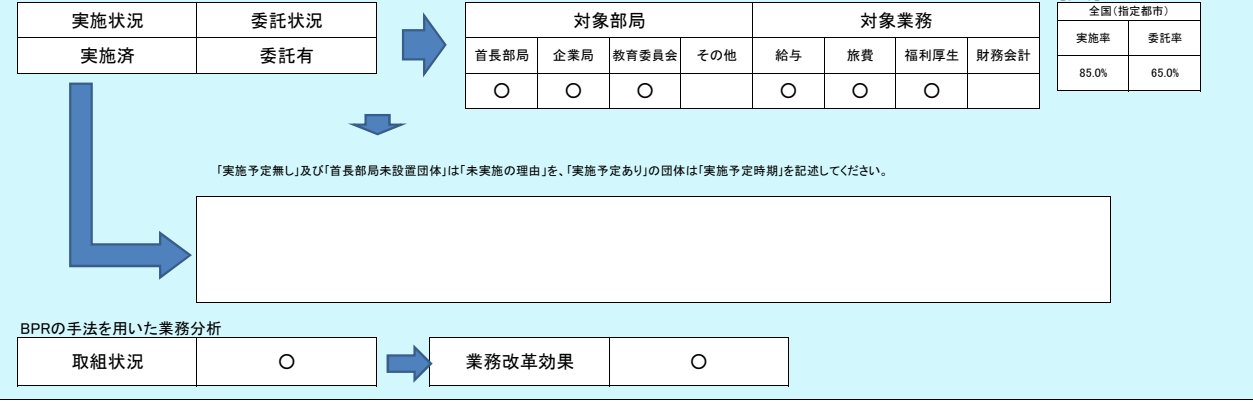 実施状況 委託状況
実施済 委託有
対象部局 対象業務
首長部局 企業局 教育委員会 その他 給与 旅費 福利厚生 財務会計
〇 〇 〇 〇 〇 〇
全国(指定都市)
実施率 委託率
85.0% 65.0%
「実施予定無し」及び「首長部局未設置団体」は「未実施の理由」を、「実施予定あり」の団体は「実施予定時期」を記述してください。
BPRの手法を用いた業務分析
取組状況 〇 業務改革効果 〇